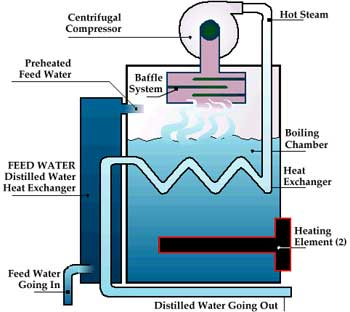 Centrifugal
Compressor
Hot Steam
Preheated
Feed Water
Baffle
System
Boiling
Chamber
FEED WATER
Distilled Water
Heat Exchanger
Heat
Exchanger
Heating
Element (2)
Feed Water
Going In
Distilled Water Going Out